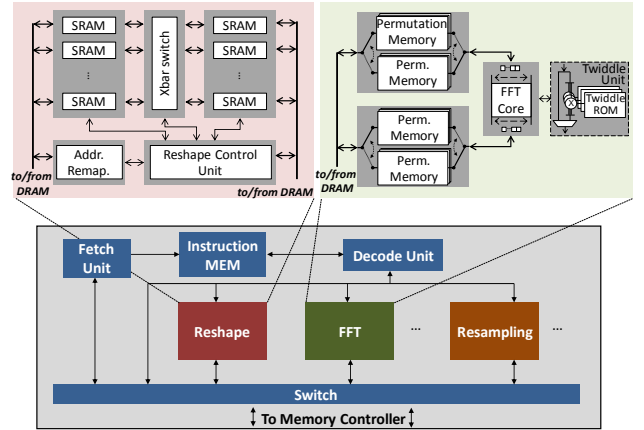 SRAM
SRAM
SRAM
SRAM
...
...
SRAM
SRAM
Xbar switch
Addr.
Remap.
Reshape Control
Unit
to/from
DRAM
to/from DRAM
Permutation
Memory
Perm.
Memory
Perm.
Memory
Perm.
Memory
to/from
DRAM
FFT
Core
Twiddle
Unit
X
Twiddle
ROM
Fetch
Unit
Instruction
MEM
Decode Unit
Reshape
FFT
...
Resampling
...
Switch
To Memory Controller